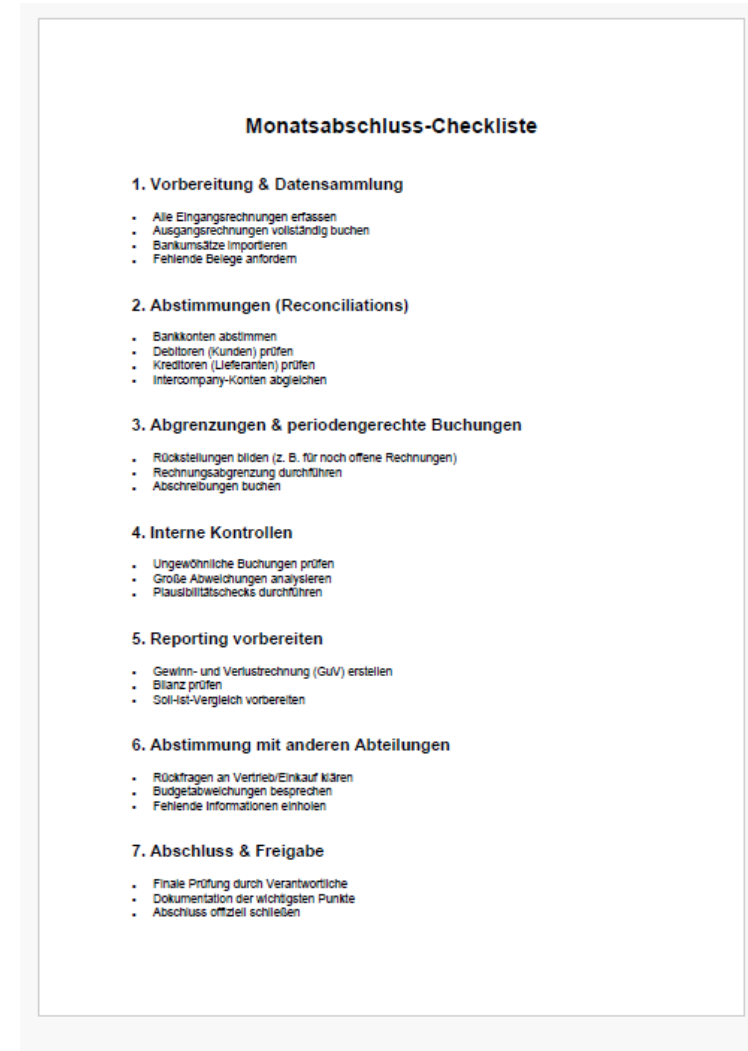 Monatsabschluss-Checkliste
1. Vorbereitung & Datensammlung
• Alle Eingangsrechnungen erfassen
• Ausgangsrechnungen vollständig buchen
• Bankumsätze importieren
• Fehlende Belege anfordern
2. Abstimmungen (Reconciliations)
• Bankkonten abstimmen
• Debitoren (Kunden) prüfen
• Kreditoren (Lieferanten) prüfen
• Intercompany-Konten abgleichen
3. Abgrenzungen & periodengerechte Buchungen
• Rückstellungen bilden (z. B. für noch offene Rechnungen)
• Rechnungsabgrenzung durchführen
• Abschreibungen buchen
4. Interne Kontrollen
• Ungewöhnliche Buchungen prüfen
• Große Abweichungen analysieren
• Plausibilitätschecks durchführen
5. Reporting vorbereiten
• Gewinn- und Verlustrechnung (GuV) erstellen
• Bilanz prüfen
• Soll-Ist-Vergleich vorbereiten
6. Abstimmung mit anderen Abteilungen
• Rückfragen an Vertrieb/Einkauf klären
• Budgetabweichungen besprechen
• Fehlende Informationen einholen
7. Abschluss & Freigabe
• Finale Prüfung durch Verantwortliche
• Dokumentation der wichtigsten Punkte
• Abschluss offiziell schließen